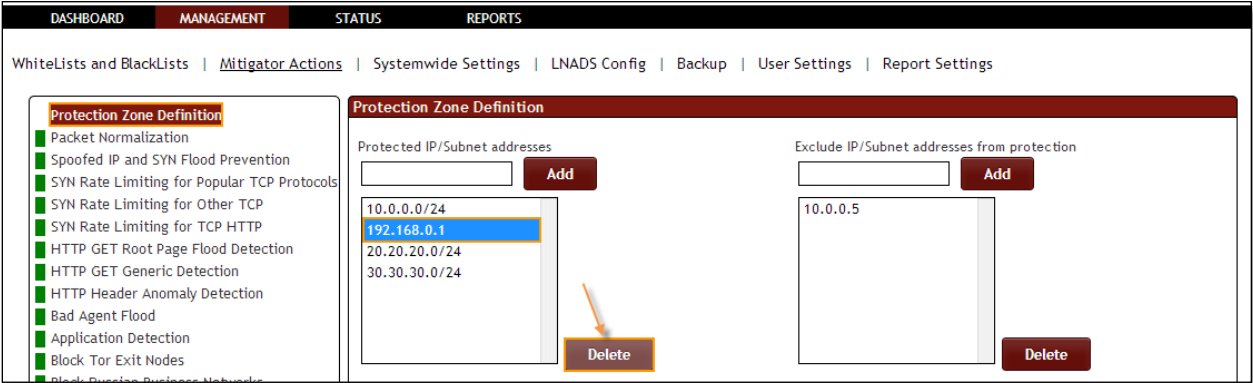 DASHBOARD MANAGEMENT STATUS REPORTS
WhiteLists and BlackLists | Mitigator Actions | Systemwide Settings | LNADS Config | Backup | User Settings | Report Settings
Protection Zone Definition
Packet Normalization
Spoofed IP and SYN Flood Prevention
SYN Rate Limiting for Popular TCP Protocols
SYN Rate Limiting for Other TCP
SYN Rate Limiting for TCP HTTP
HTTP GET Root Page Flood Detection
HTTP GET Generic Detection
HTTP Header Anomaly Detection
Bad Agent Flood
Application Detection
Block Tor Exit Nodes
Block Russian Business Networks
Protection Zone Definition
Protected IP/Subnet addresses
Add
10.0.0.0/24
192.168.0.1
20.20.20.0/24
30.30.30.0/24
Delete
Exclude IP/Subnet addresses from protection
Add
10.0.0.5
Delete